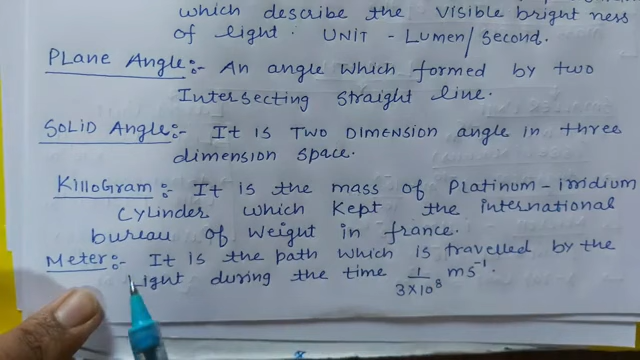 which describe the visible brightness
of light. UNIT - Lumen/second.
Plane Angle:- An angle which formed by two
Intersecting straight line.
Solid Angle:- It is TWO DIMENSION angle in three
dimension space.
KilloGram:- It is the mass of Platinum-irridium
CYLinder which kept the international
bureau of weight in france.
Meter:- It is the path which is travelled by the
light during the time 1/3×10⁸ ms⁻¹.